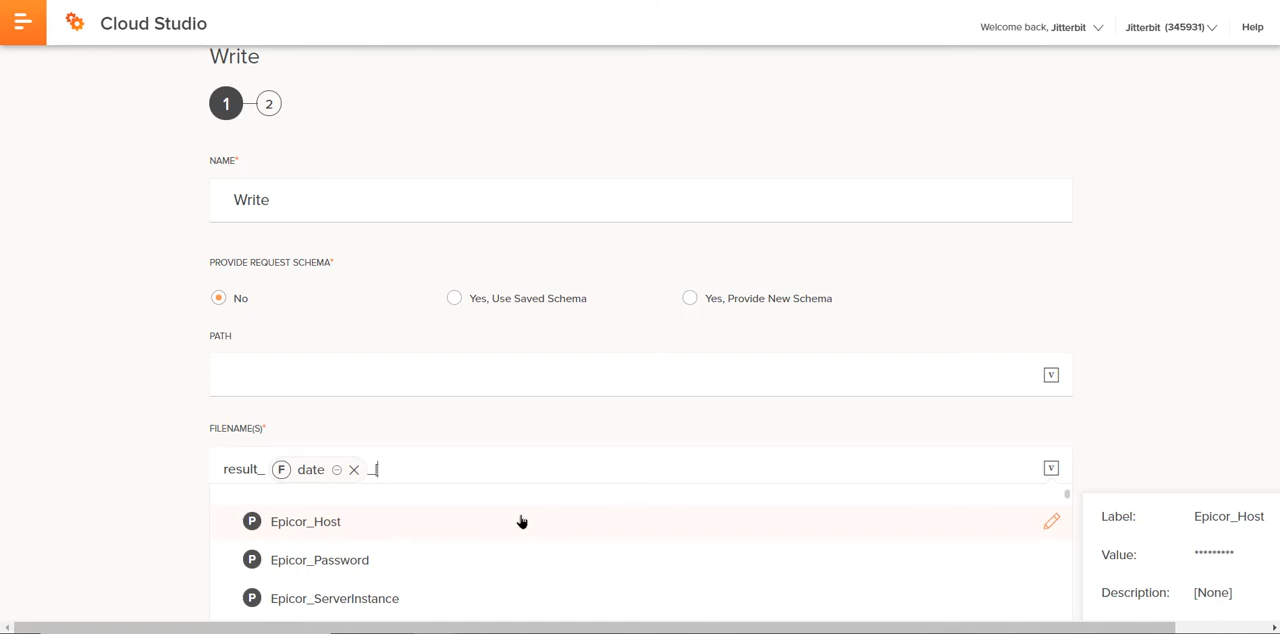 Cloud Studio
Welcome back, Jitterbit
Jitterbit (345931)
Help
Write
1
2
NAME*
Write
PROVIDE REQUEST SCHEMA*
No
Yes, Use Saved Schema
Yes, Provide New Schema
PATH
V
FILENAME(S)*
result_ F date _[
V
P Epicor_Host
P Epicor_Password
P Epicor_ServerInstance
Label: Epicor_Host
Value: *********
Description: [None]